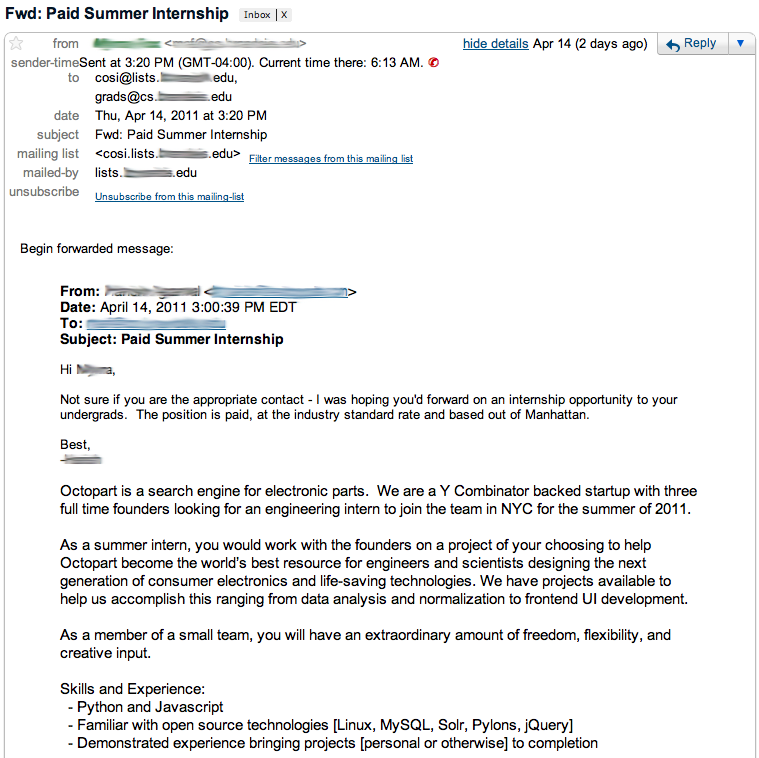 Fwd: Paid Summer Internship Inbox | X
from < > hide details Apr 14 (2 days ago) Reply
sender-time Sent at 3:20 PM (GMT-04:00). Current time there: 6:13 AM.
to cosi@lists. .edu,
grads@cs. .edu
date Thu, Apr 14, 2011 at 3:20 PM
subject Fwd: Paid Summer Internship
mailing list <cosi.lists. .edu> Filter messages from this mailing list
mailed-by lists. .edu
unsubscribe Unsubscribe from this mailing-list
Begin forwarded message:
From: < >
Date: April 14, 2011 3:00:39 PM EDT
To:
Subject: Paid Summer Internship
Hi ,
Not sure if you are the appropriate contact - I was hoping you'd forward on an internship opportunity to your
undergrads. The position is paid, at the industry standard rate and based out of Manhattan.
Best,
Octopart is a search engine for electronic parts. We are a Y Combinator backed startup with three
full time founders looking for an engineering intern to join the team in NYC for the summer of 2011.
As a summer intern, you would work with the founders on a project of your choosing to help
Octopart become the world's best resource for engineers and scientists designing the next
generation of consumer electronics and life-saving technologies. We have projects available to
help us accomplish this ranging from data analysis and normalization to frontend UI development.
As a member of a small team, you will have an extraordinary amount of freedom, flexibility, and
creative input.
Skills and Experience:
- Python and Javascript
- Familiar with open source technologies [Linux, MySQL, Solr, Pylons, jQuery]
- Demonstrated experience bringing projects [personal or otherwise] to completion